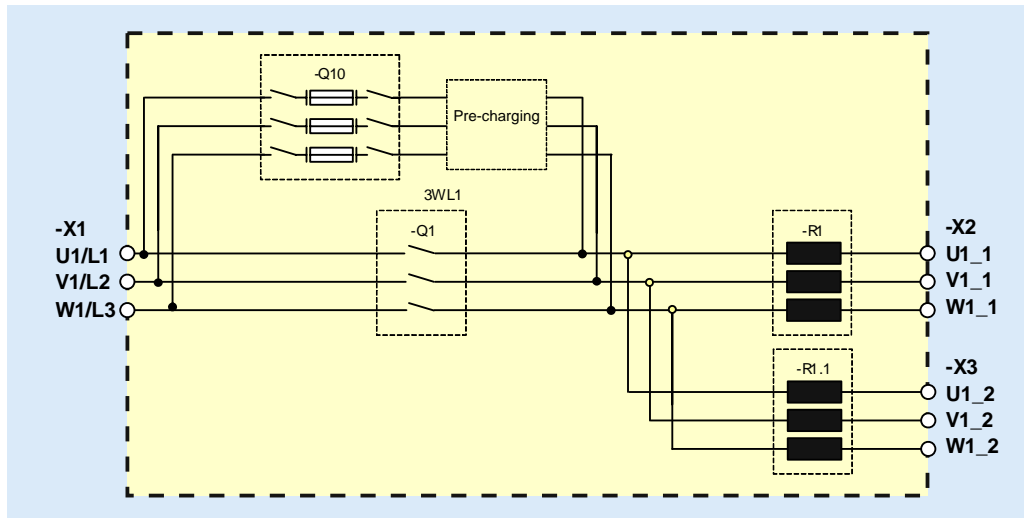 -Q10
Pre-charging
3WL1
-Q1
-X1
U1/L1
V1/L2
W1/L3
-R1
-X2
U1_1
V1_1
W1_1
-R1.1
-X3
U1_2
V1_2
W1_2